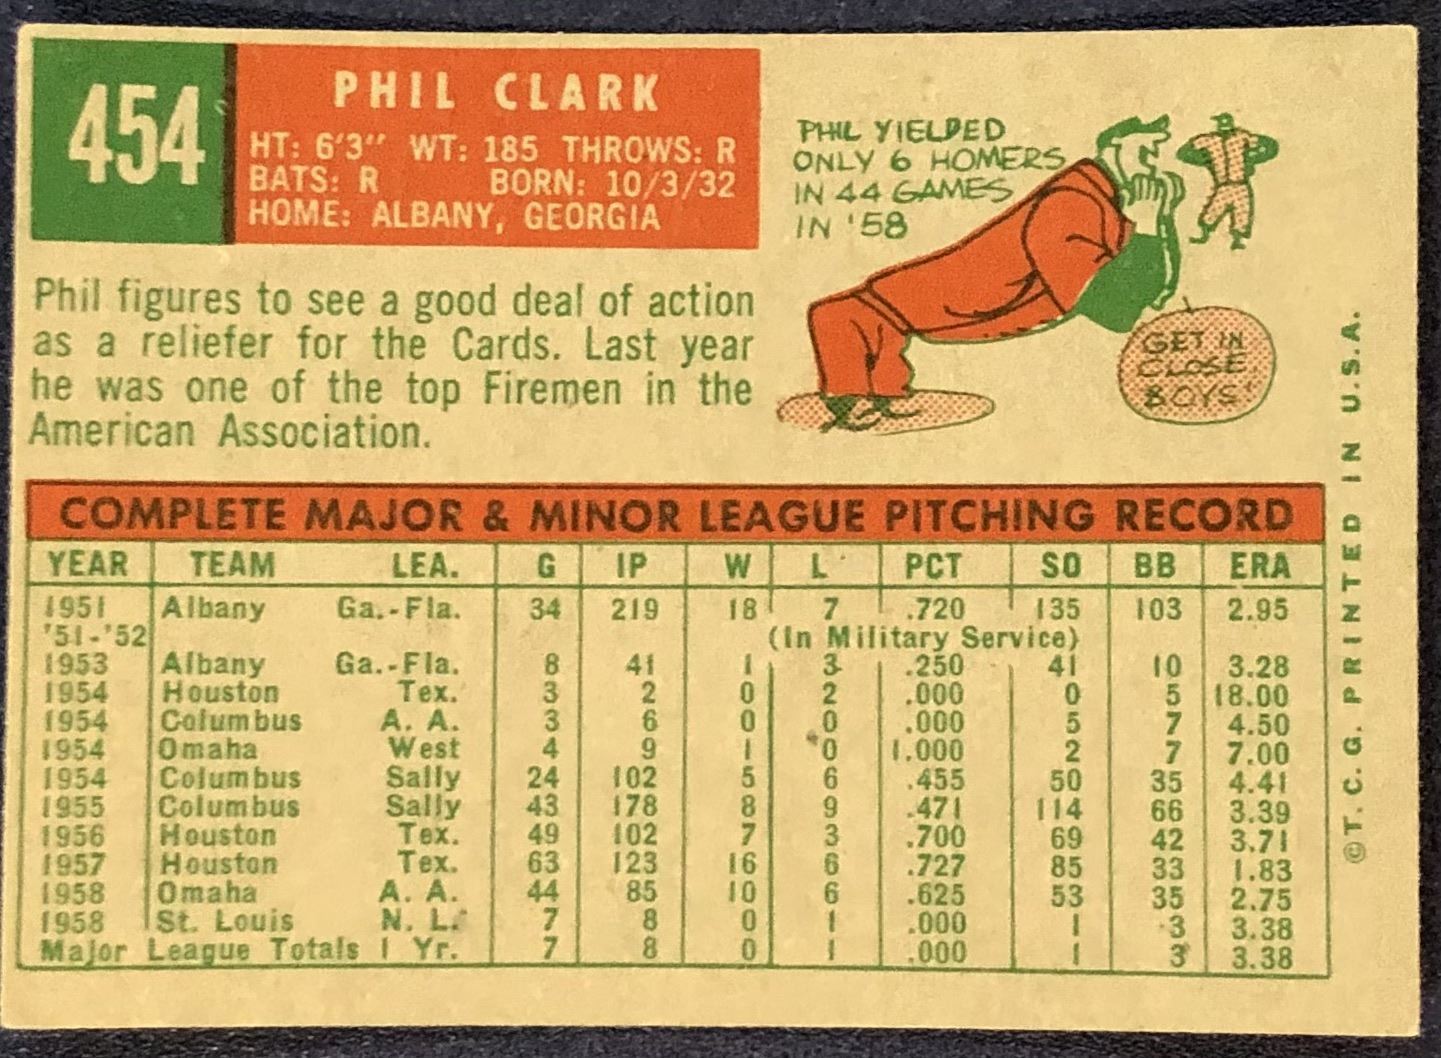 454
PHIL CLARK
HT: 6'3" WT: 185 THROWS: R
BATS: R BORN: 10/3/32
HOME: ALBANY, GEORGIA
PHIL YIELDED
ONLY 6 HOMERS
IN 44 GAMES
IN '58
B
GET IN
CLOSE
BOYS!
Phil figures to see a good deal of action
as a reliefer for the Cards. Last year
he was one of the top Firemen in the
American Association.
COMPLETE MAJOR & MINOR LEAGUE PITCHING RECORD
YEAR TEAM LEA. G IP W L PCT SO BB ERA
1951 Albany Ga.-Fla. 34 219 18 7 .720 135 103 2.95
'51-'52 (In Military Service)
1953 Albany Ga.-Fla. 8 41 1 3 .250 41 10 3.28
1954 Houston Tex. 3 2 0 2 .000 0 5 18.00
1954 Columbus A. A. 3 6 0 0 .000 5 7 4.50
1954 Omaha West 4 9 1 0 1.000 2 7 7.00
1954 Columbus Sally 24 102 5 6 .455 50 35 4.41
1955 Columbus Sally 43 178 8 9 .471 114 66 3.39
1956 Houston Tex. 49 102 7 3 .700 69 42 3.71
1957 Houston Tex. 63 123 16 6 .727 85 33 1.83
1958 Omaha A. A. 44 85 10 6 .625 53 35 2.75
1958 St. Louis N. L. 7 8 0 1 .000 1 3 3.38
Major League Totals 1 Yr. 7 8 0 1 .000 1 3 3.38
©T. C. G. PRINTED IN U.S.A.